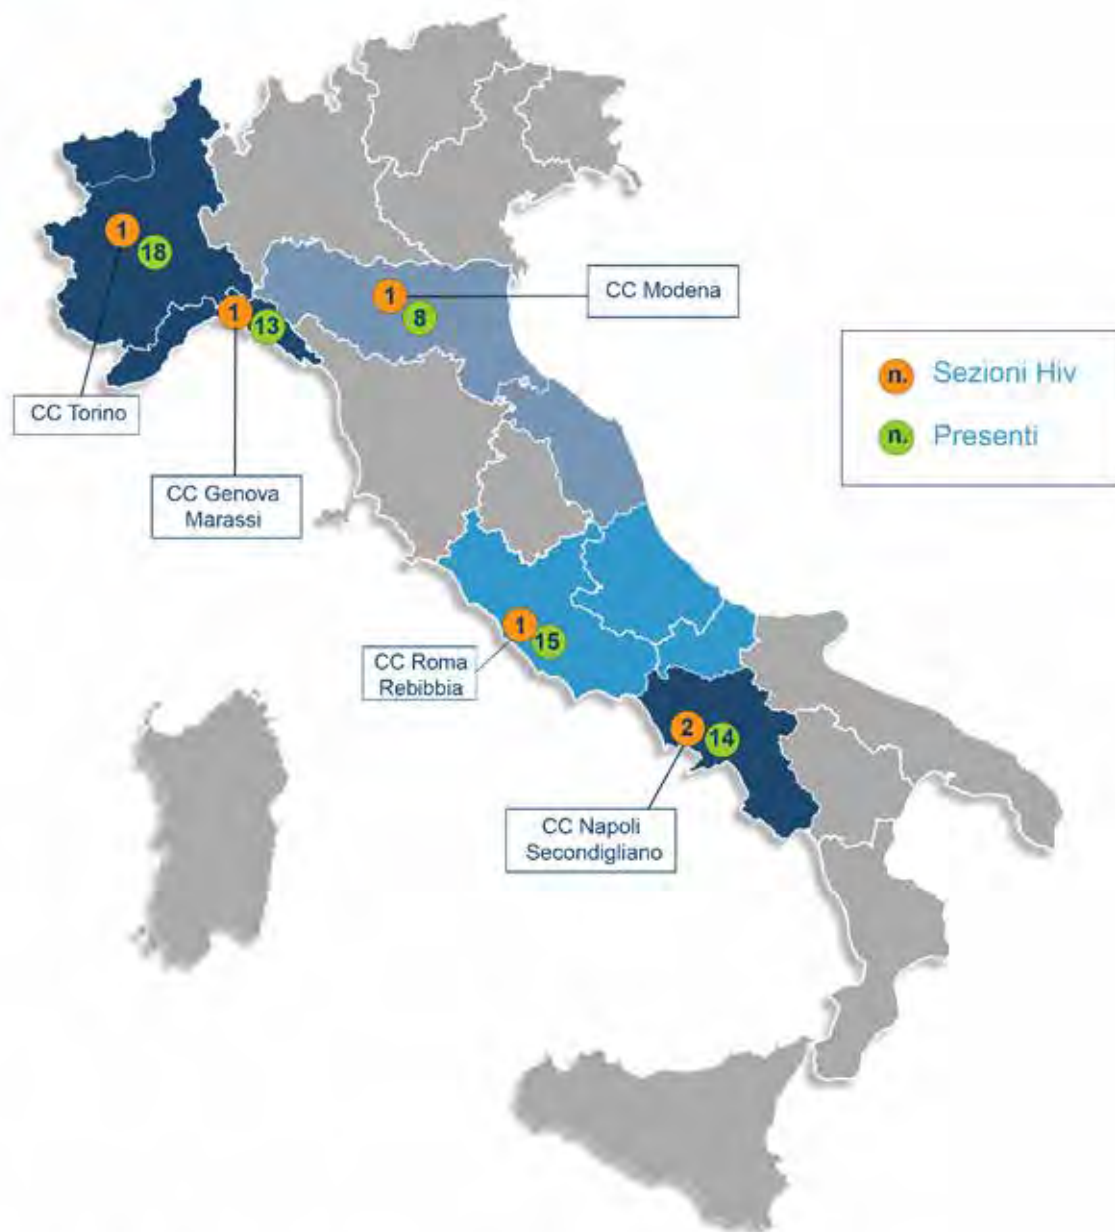 1
18
1
13
1
8
CC Modena
n. Sezioni Hiv
n. Presenti
CC Torino
CC Genova
Marassi
1
15
CC Roma
Rebibbia
2
14
CC Napoli
Secondigliano